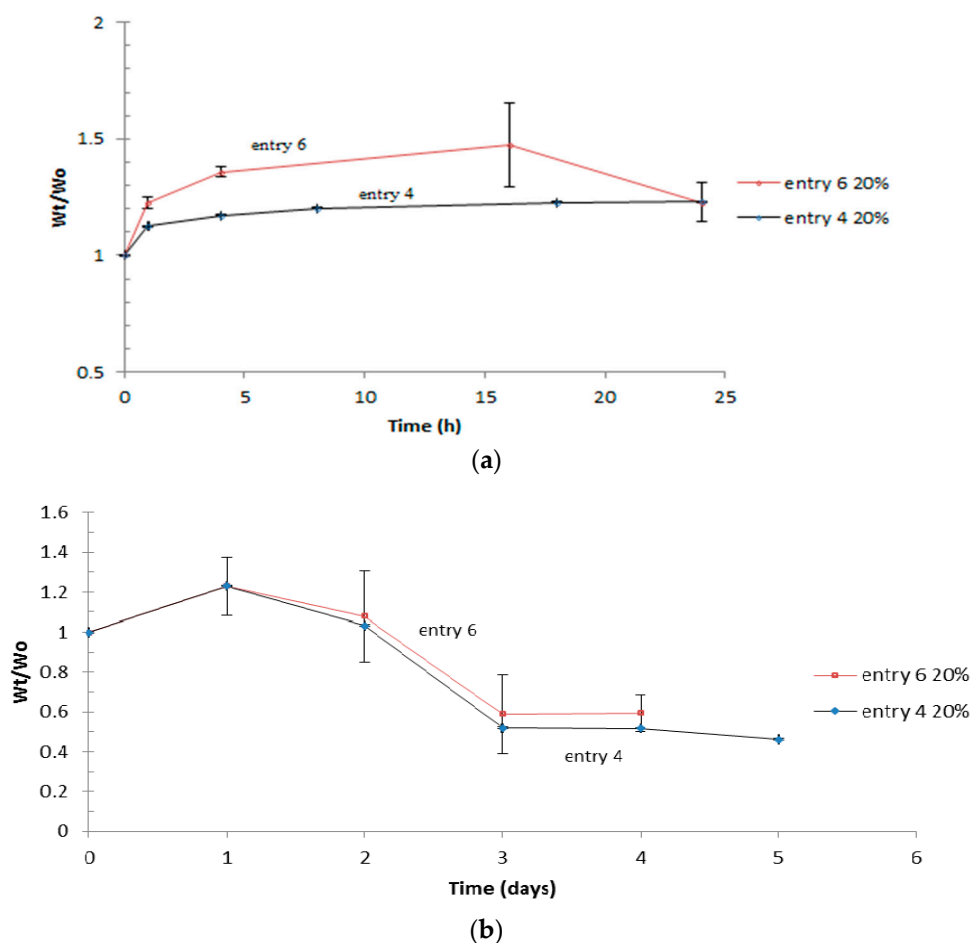 2
1.5
1
0.5
Wt/Wo
entry 6
entry 4
entry 6 20%
entry 4 20%
0 5 10 15 20 25
Time (h)
(a)
1.6
1.4
1.2
1
0.8
0.6
0.4
0.2
0
Wt/Wo
entry 6
entry 4
entry 6 20%
entry 4 20%
0 1 2 3 4 5 6
Time (days)
(b)